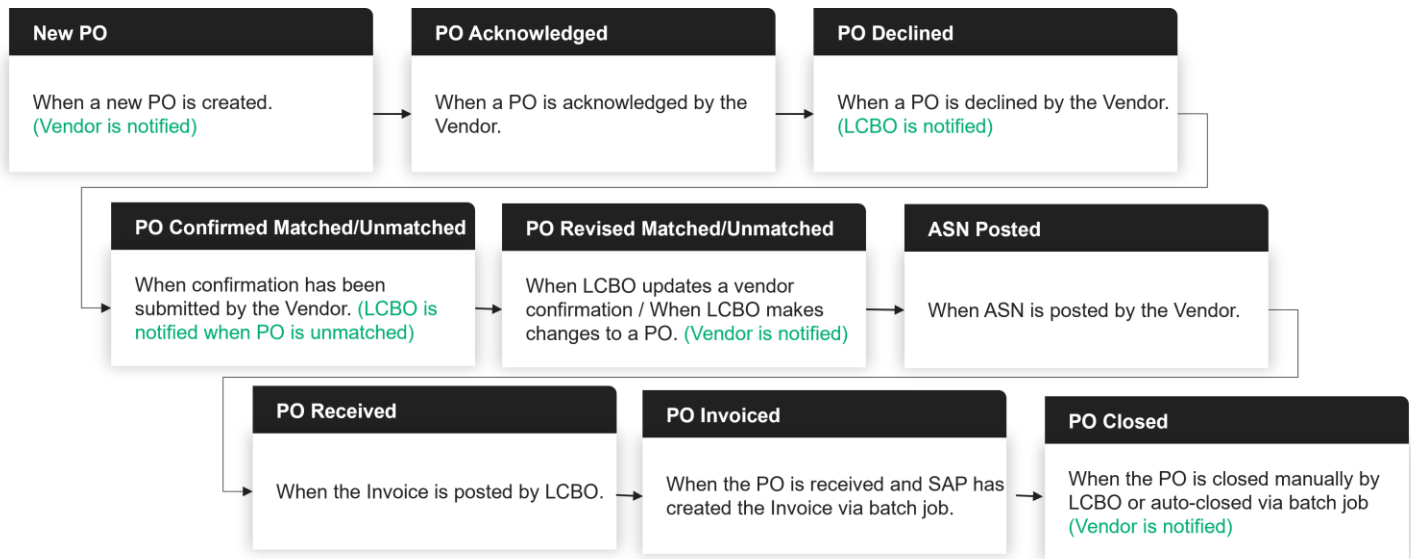 New PO
When a new PO is created.
(Vendor is notified)
PO Acknowledged
When a PO is acknowledged by the
Vendor.
PO Declined
When a PO is declined by the Vendor.
(LCBO is notified)
PO Confirmed Matched/Unmatched
When confirmation has been
submitted by the Vendor. (LCBO is
notified when PO is unmatched)
PO Revised Matched/Unmatched
When LCBO updates a vendor
confirmation / When LCBO makes
changes to a PO. (Vendor is notified)
ASN Posted
When ASN is posted by the Vendor.
PO Received
When the Invoice is posted by LCBO.
PO Invoiced
When the PO is received and SAP has
created the Invoice via batch job.
PO Closed
When the PO is closed manually by
LCBO or auto-closed via batch job
(Vendor is notified)